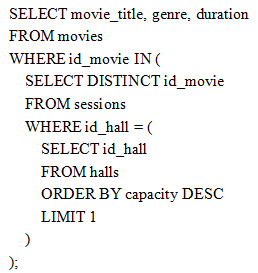 SELECT movie_title, genre, duration
FROM movies
WHERE id_movie IN (
SELECT DISTINCT id_movie
FROM sessions
WHERE id_hall = (
SELECT id_hall
FROM halls
ORDER BY capacity DESC
LIMIT 1
)
);